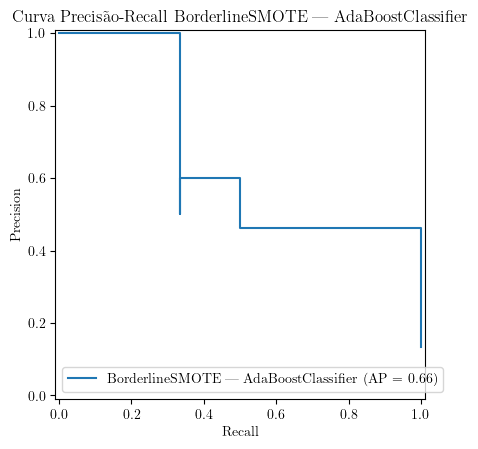 Curva Precisão-Recall BorderlineSMOTE — AdaBoostClassifier
1.0
0.8
0.6
0.4
0.2
0.0
Precision
BorderlineSMOTE — AdaBoostClassifier (AP = 0.66)
0.0 0.2 0.4 0.6 0.8 1.0
Recall